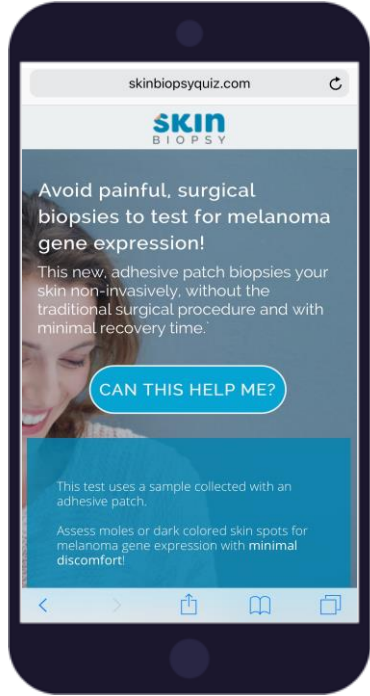 skinbiopsyquiz.com
SKIN
BIOPSY
Avoid painful, surgical
biopsies to test for melanoma
gene expression!
This new, adhesive patch biopsies your
skin non-invasively, without the
traditional surgical procedure and with
minimal recovery time.
CAN THIS HELP ME?
This test uses a sample collected with an
adhesive patch.
Assess moles or dark colored skin spots for
melanoma gene expression with minimal
discomfort!